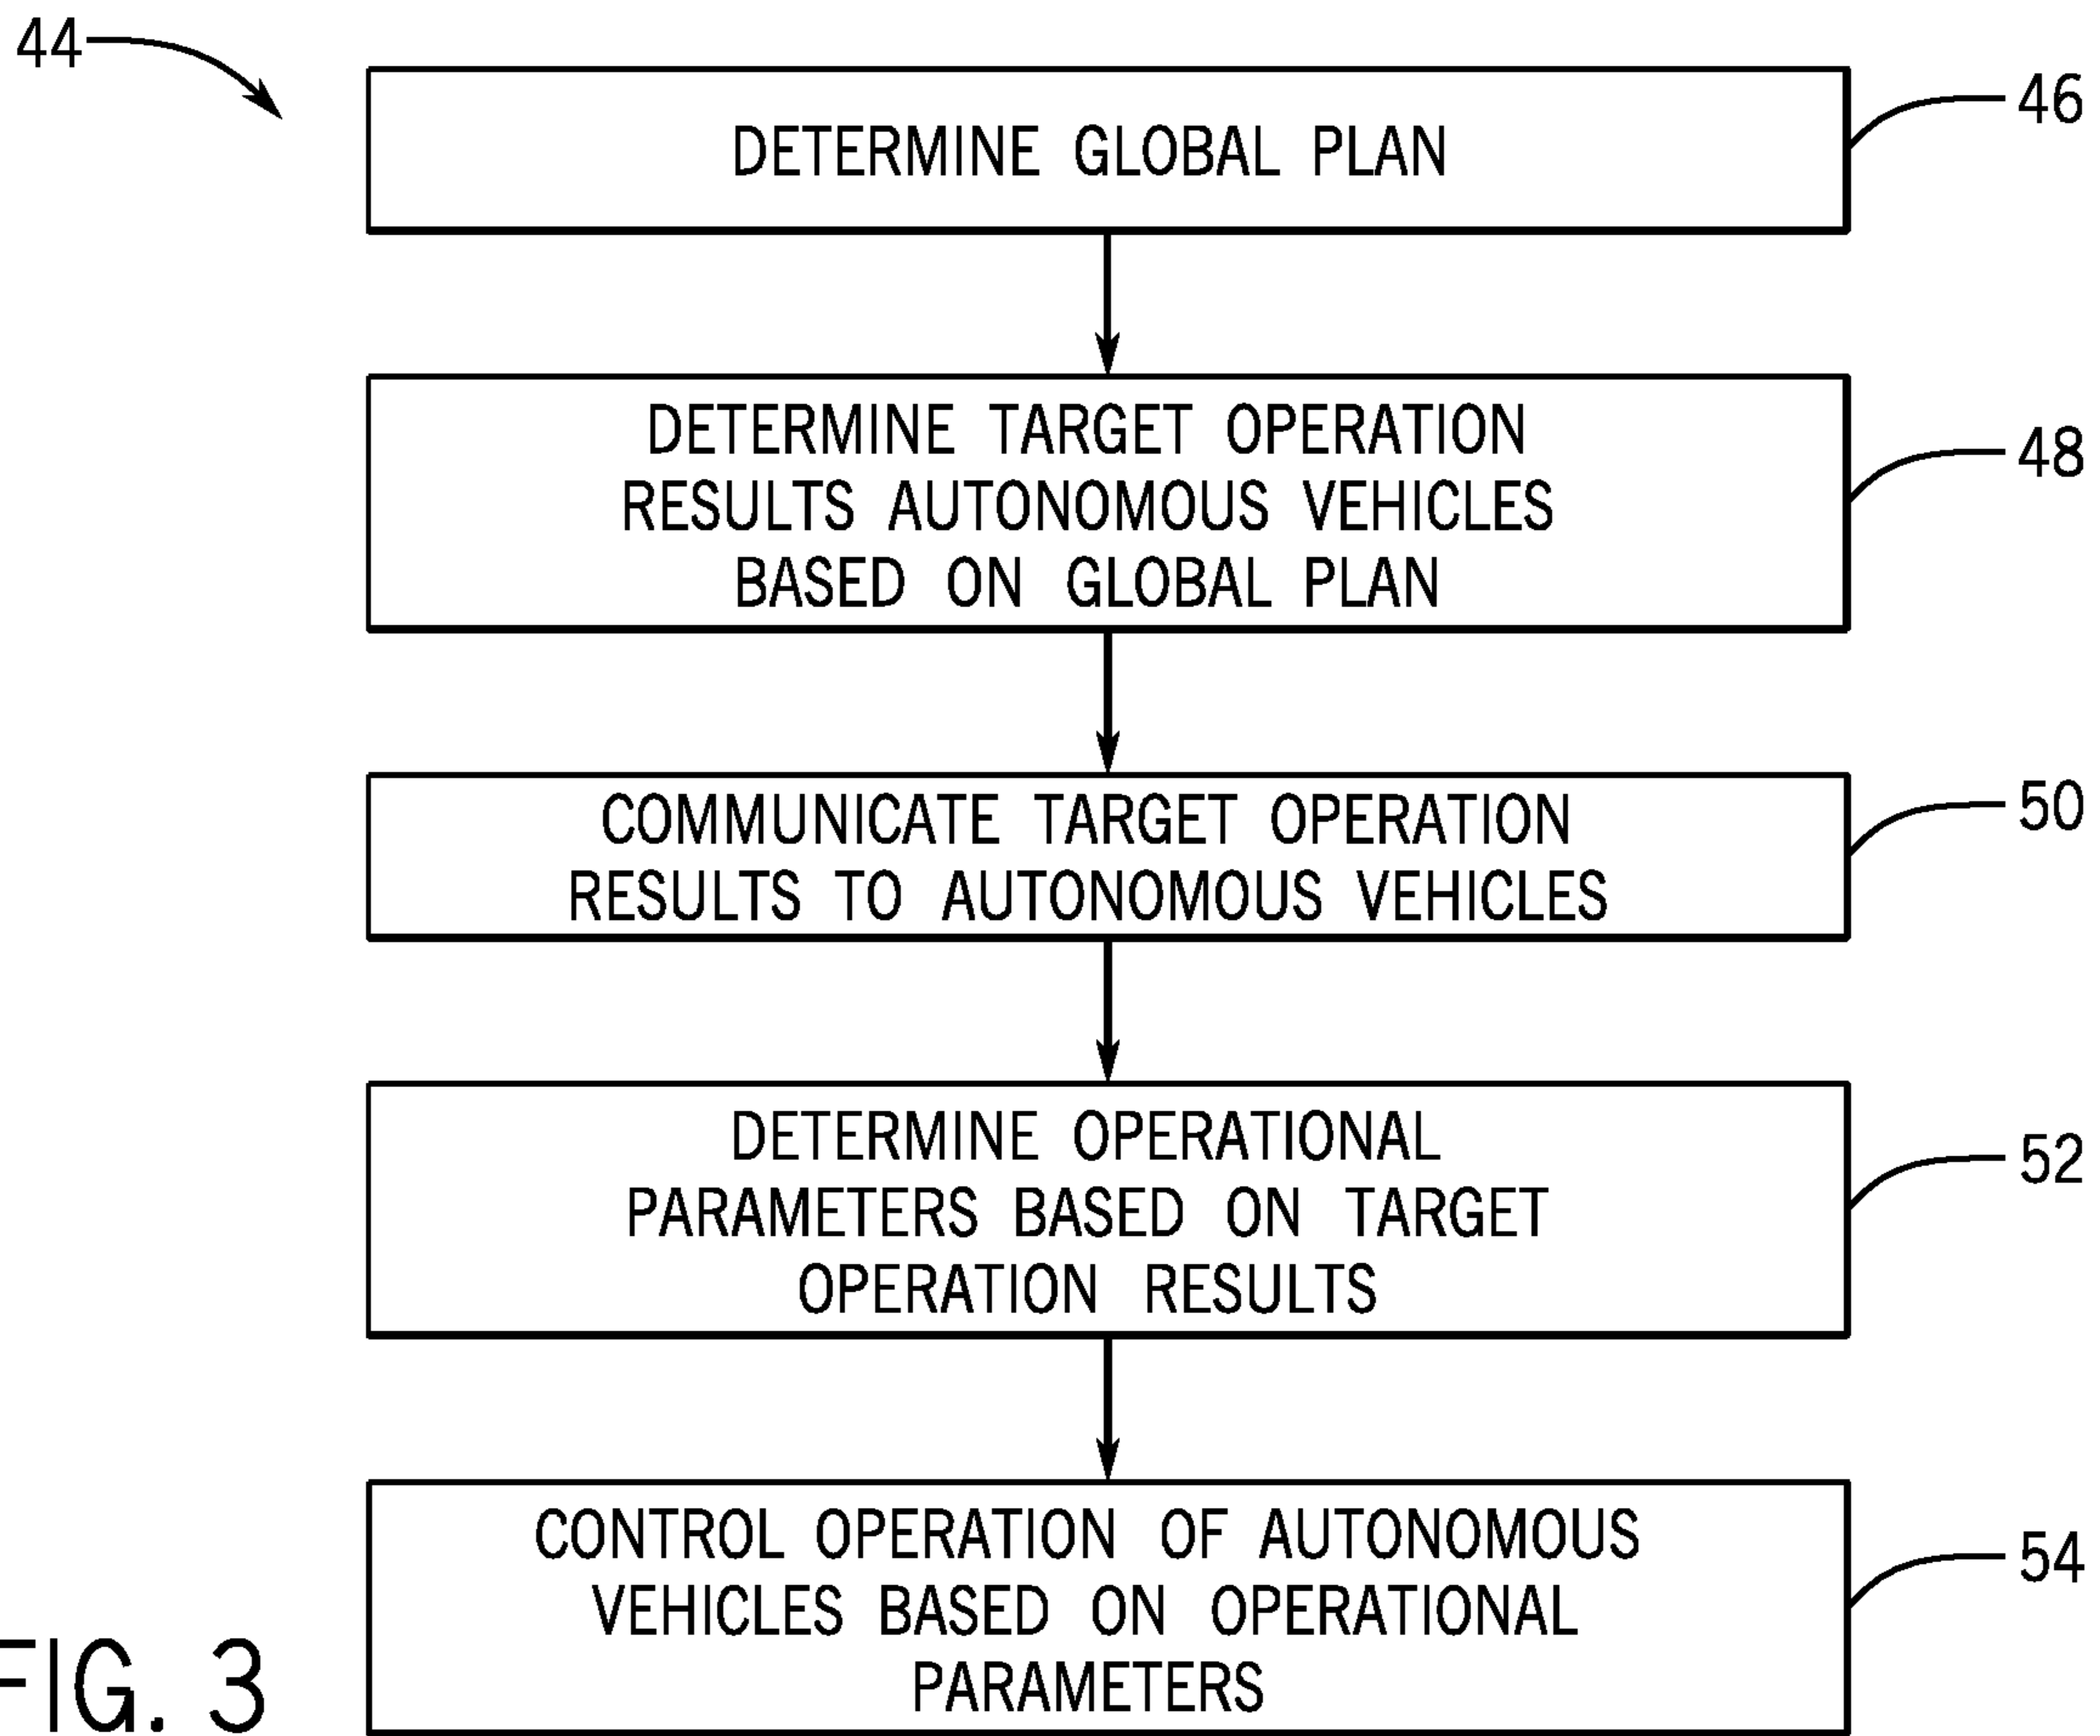 44
DETERMINE GLOBAL PLAN
46
DETERMINE TARGET OPERATION
RESULTS AUTONOMOUS VEHICLES
BASED ON GLOBAL PLAN
48
COMMUNICATE TARGET OPERATION
RESULTS TO AUTONOMOUS VEHICLES
50
DETERMINE OPERATIONAL
PARAMETERS BASED ON TARGET
OPERATION RESULTS
52
CONTROL OPERATION OF AUTONOMOUS
VEHICLES BASED ON OPERATIONAL
PARAMETERS
54
FIG. 3